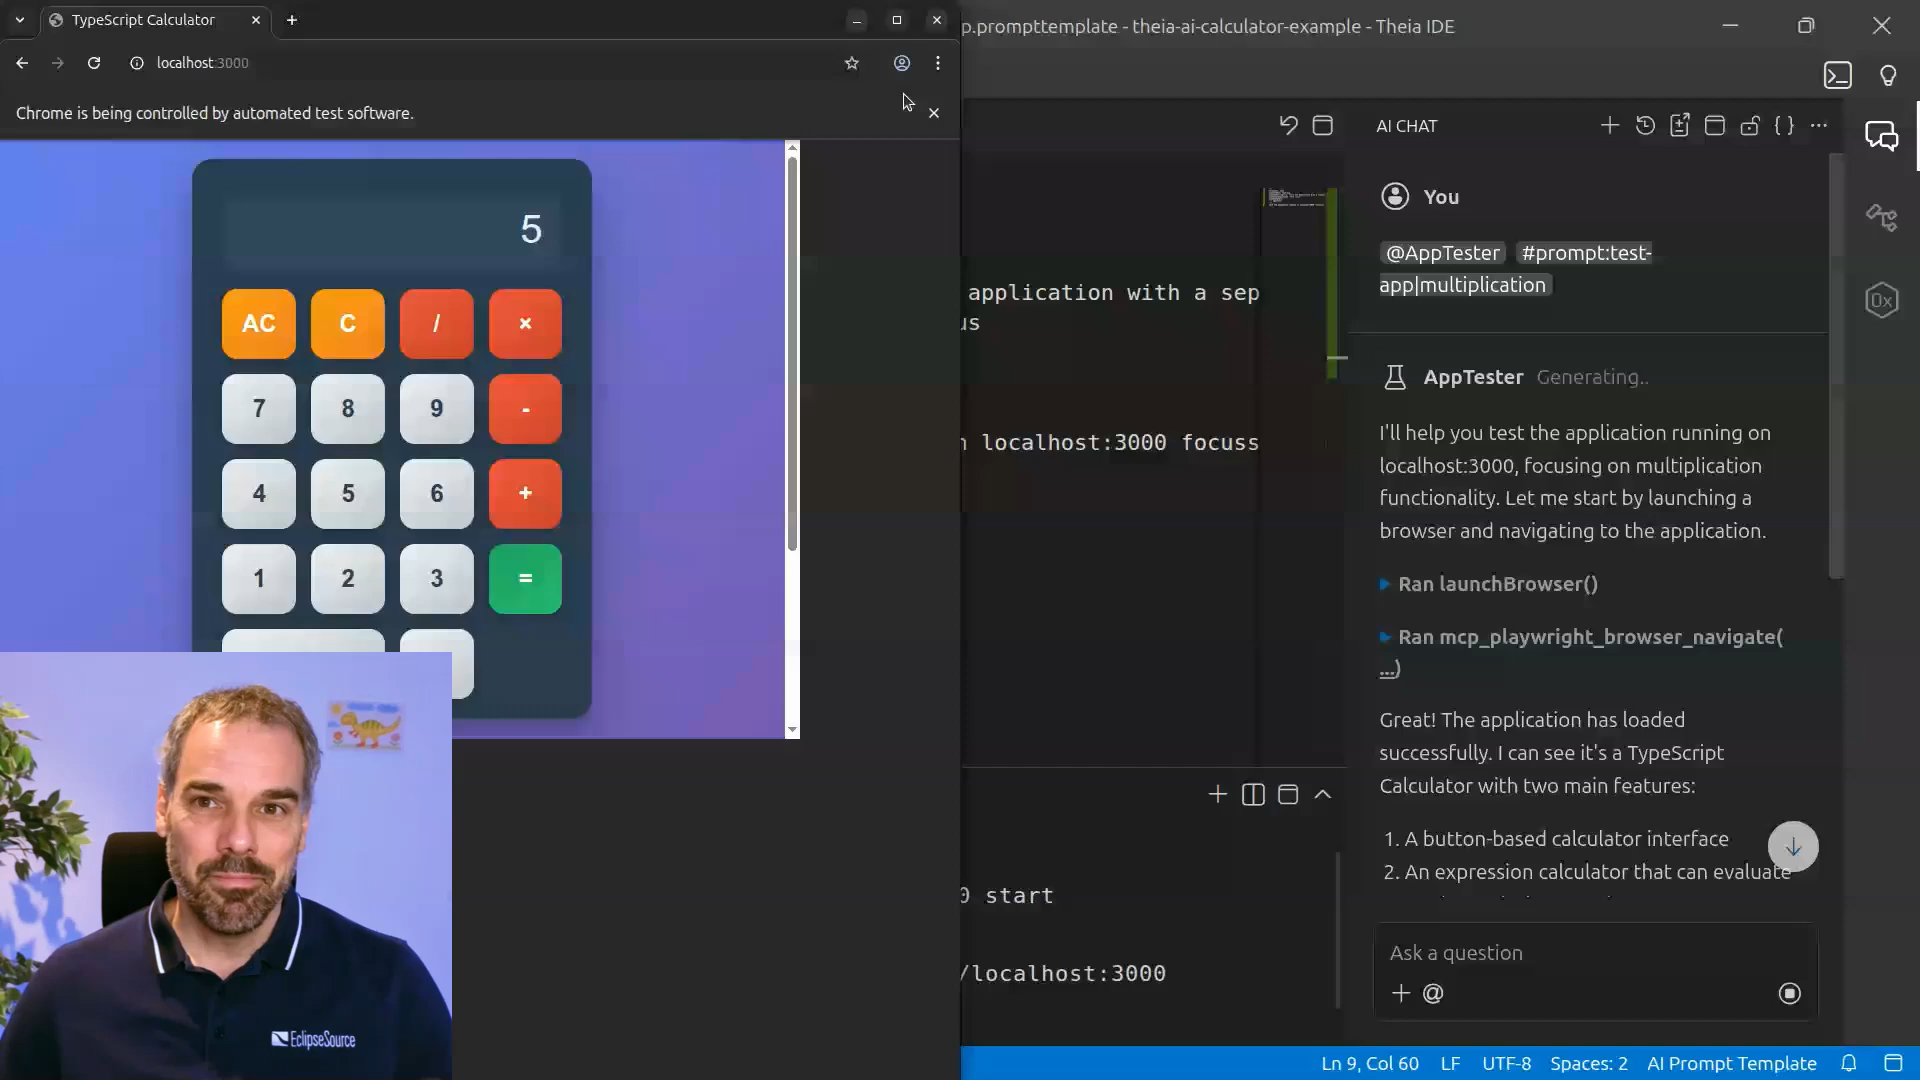 TypeScript Calculator
localhost:3000
Chrome is being controlled by automated test software.
5
AC C / ×
7 8 9 -
4 5 6 +
1 2 3 =
EclipseSource
p.prompttemplate - theia-ai-calculator-example - Theia IDE
application with a sep
us
n localhost:3000 focuss
0 start
/localhost:3000
AI CHAT
You
@AppTester #prompt:test-
app|multiplication
AppTester Generating..
I'll help you test the application running on
localhost:3000, focusing on multiplication
functionality. Let me start by launching a
browser and navigating to the application.
Ran launchBrowser()
Ran mcp_playwright_browser_navigate(
...)
Great! The application has loaded
successfully. I can see it's a TypeScript
Calculator with two main features:
1. A button-based calculator interface
2. An expression calculator that can evaluate
Ask a question
Ln 9, Col 60 LF UTF-8 Spaces: 2 AI Prompt Template